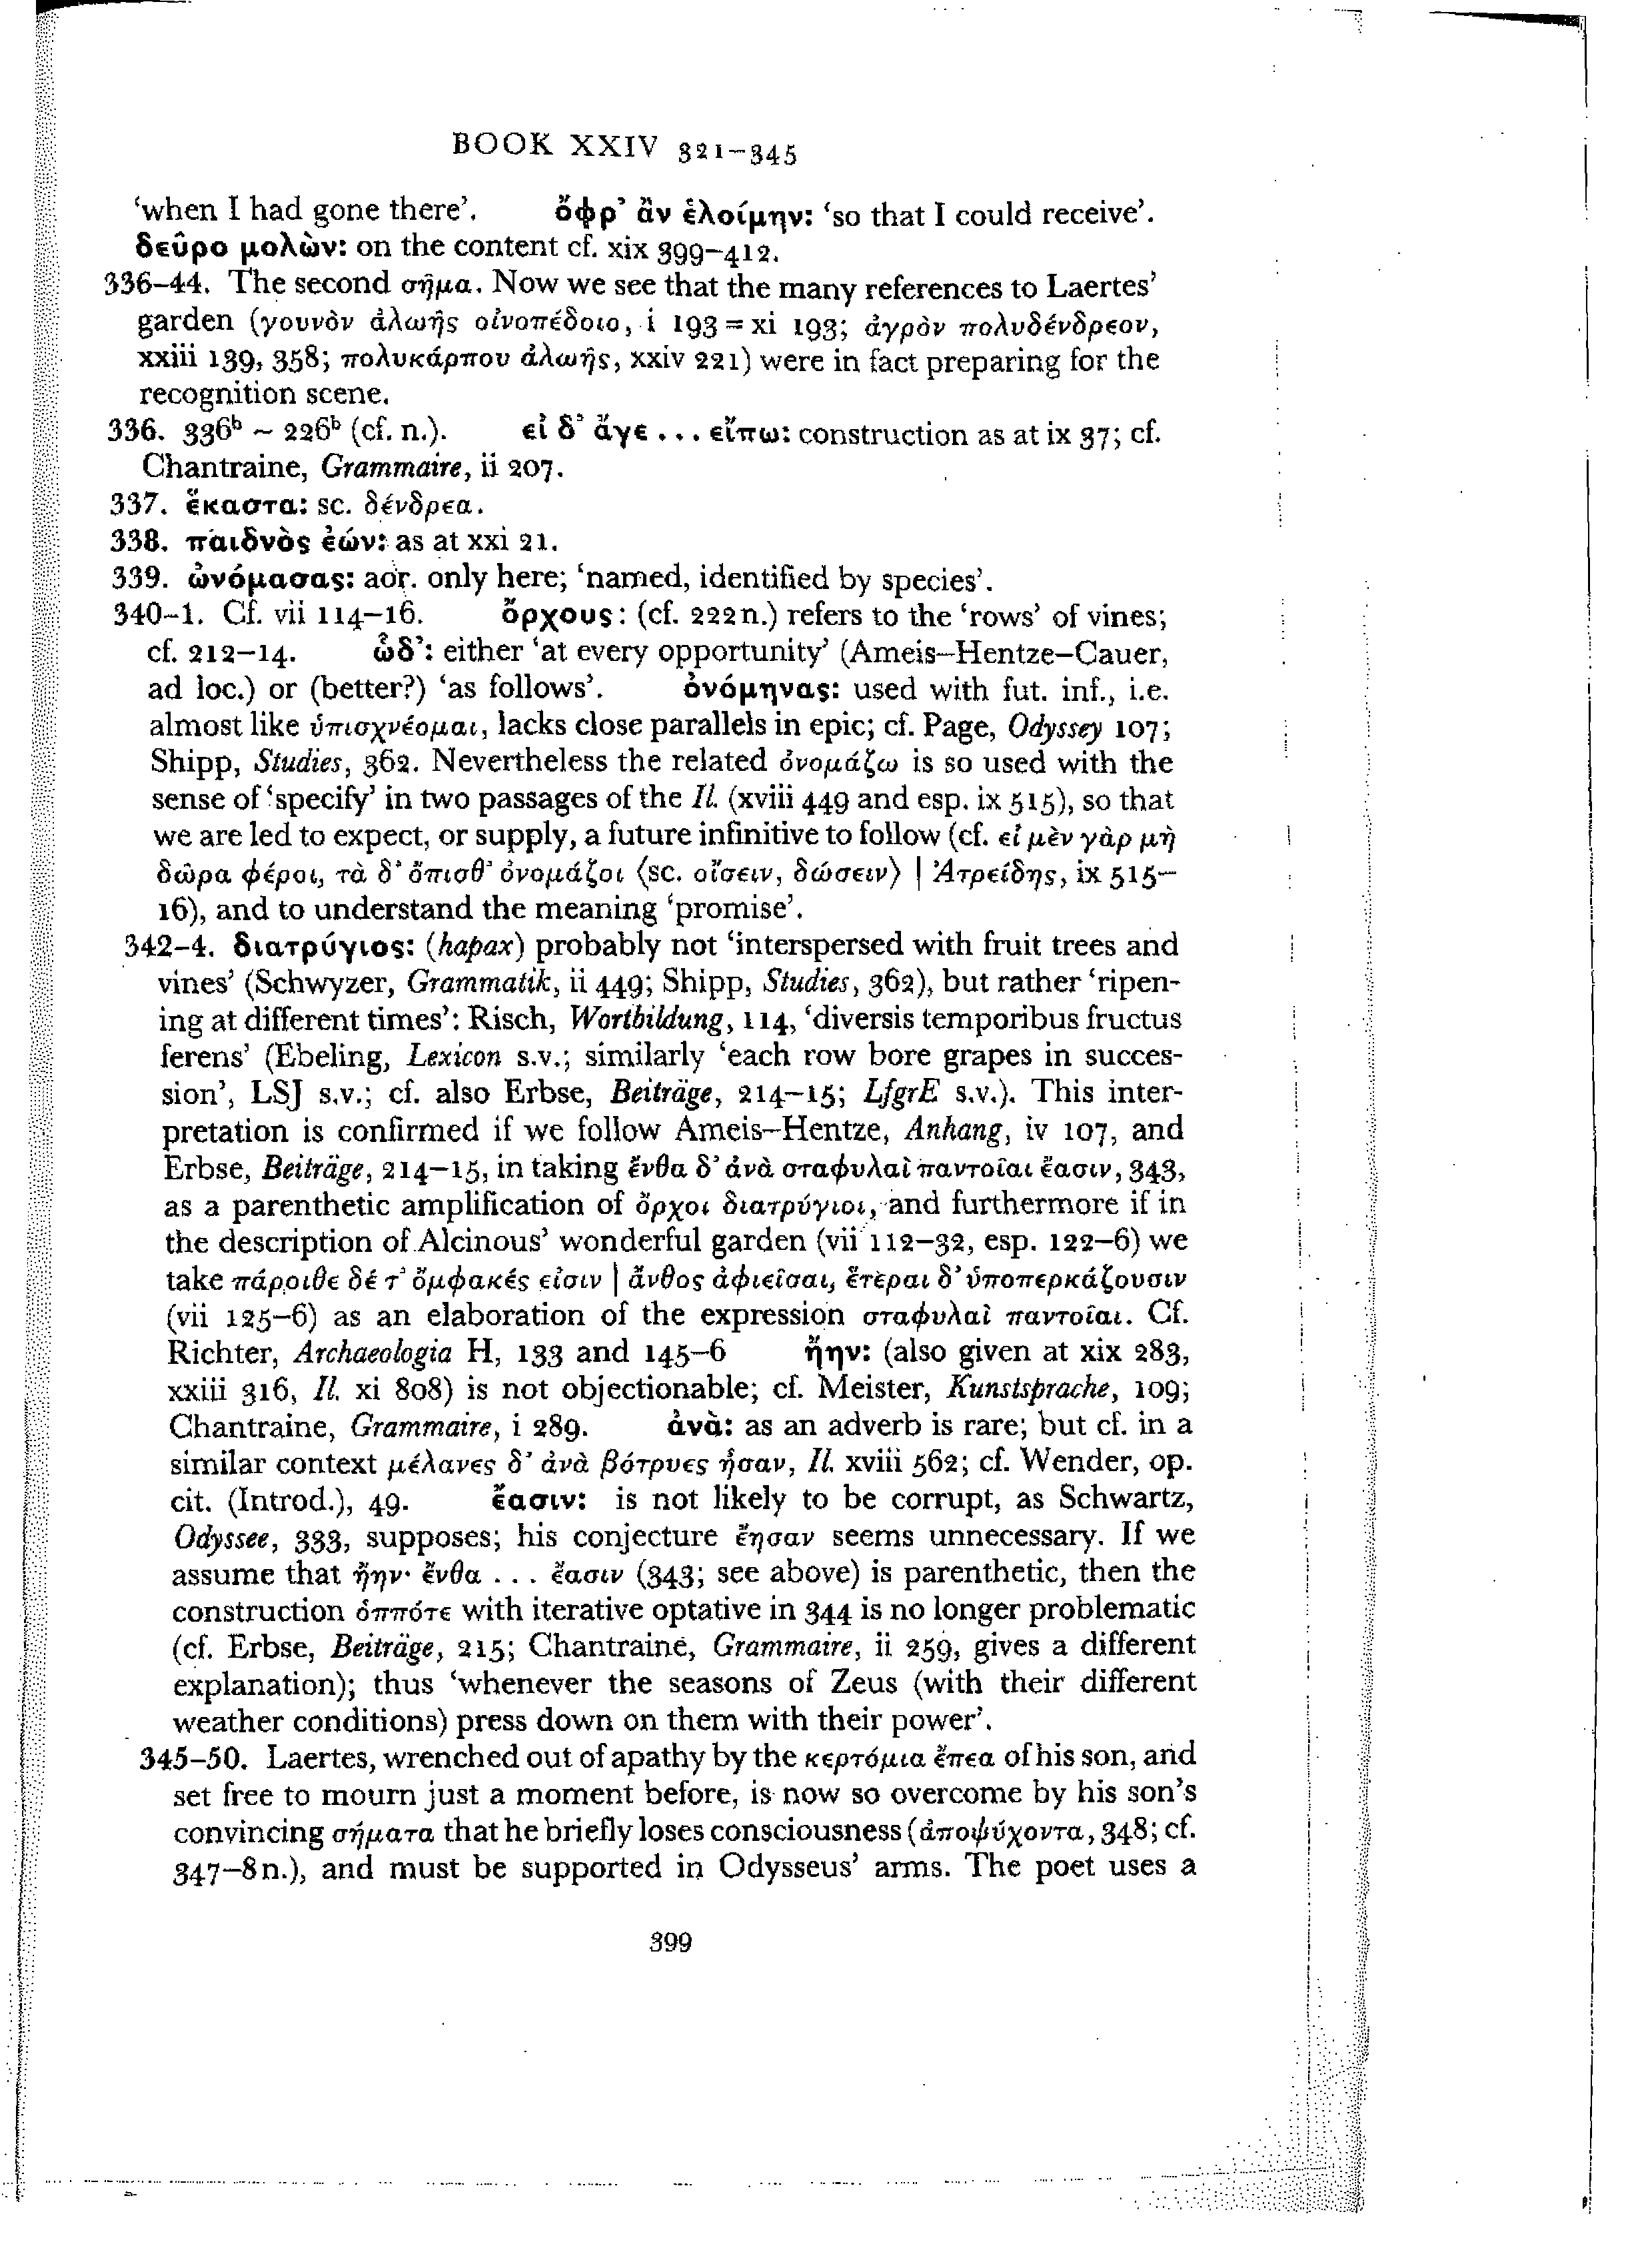 BOOK XXIV 321–345
‘when I had gone there’. ὄφρ’ ἂν ἑλοίμην: ‘so that I could receive’.
δεῦρο μολὼν: on the content cf. xix 399–412.
336–44. The second σῆμα. Now we see that the many references to Laertes’
garden (γουνὸν ἀλωῆς οἰνοπέδοιο, i 193 = xi 193; ἀγρὸν πολυδένδρεον,
xxiii 139, 358; πολυκάρπου ἀλωῆς, xxiv 221) were in fact preparing for the
recognition scene.
336. 336ᵇ ~ 226ᵇ (cf. n.). εἰ δ’ ἄγε . . . εἴπω: construction as at ix 37; cf.
Chantraine, Grammaire, ii 207.
337. ἕκαστα: sc. δένδρεα.
338. παιδνὸς ἐών: as at xxi 21.
339. ὠνόμασας: aor. only here; ‘named, identified by species’.
340–1. Cf. vii 114–16. ὄρχους: (cf. 222 n.) refers to the ‘rows’ of vines;
cf. 212–14. ὧδ’: either ‘at every opportunity’ (Ameis–Hentze–Cauer,
ad loc.) or (better?) ‘as follows’. ὀνόμηνας: used with fut. inf., i.e.
almost like ὑπισχνέομαι, lacks close parallels in epic; cf. Page, Odyssey 107;
Shipp, Studies, 362. Nevertheless the related ὀνομάζω is so used with the
sense of ‘specify’ in two passages of the Il. (xviii 449 and esp. ix 515), so that
we are led to expect, or supply, a future infinitive to follow (cf. εἰ μὲν γὰρ μὴ
δῶρα φέροι, τὰ δ’ ὄπισθ’ ὀνομάζοι ⟨sc. οἴσειν, δώσειν⟩ | Ἀτρείδης, ix 515–
16), and to understand the meaning ‘promise’.
342–4. διατρύγιος: (hapax) probably not ‘interspersed with fruit trees and
vines’ (Schwyzer, Grammatik, ii 449; Shipp, Studies, 362), but rather ‘ripen-
ing at different times’: Risch, Wortbildung, 114, ‘diversis temporibus fructus
ferens’ (Ebeling, Lexicon s.v.; similarly ‘each row bore grapes in succes-
sion’, LSJ s.v.; cf. also Erbse, Beiträge, 214–15; LfgrE s.v.). This inter-
pretation is confirmed if we follow Ameis–Hentze, Anhang, iv 107, and
Erbse, Beiträge, 214–15, in taking ἔνθα δ’ ἀνὰ σταφυλαὶ παντοῖαι ἔασιν, 343,
as a parenthetic amplification of ὄρχοι διατρύγιοι, and furthermore if in
the description of Alcinous’ wonderful garden (vii 112–32, esp. 122–6) we
take πάροιθε δέ τ’ ὄμφακές εἰσιν | ἄνθος ἀφιεῖσαι, ἕτεραι δ’ ὑποπερκάζουσιν
(vii 125–6) as an elaboration of the expression σταφυλαὶ παντοῖαι. Cf.
Richter, Archaeologia H, 133 and 145–6 ἤην: (also given at xix 283,
xxiii 316, Il. xi 808) is not objectionable; cf. Meister, Kunstsprache, 109;
Chantraine, Grammaire, i 289. ἀνὰ: as an adverb is rare; but cf. in a
similar context μέλανες δ’ ἀνὰ βότρυες ἦσαν, Il. xviii 562; cf. Wender, op.
cit. (Introd.), 49. ἔασιν: is not likely to be corrupt, as Schwartz,
Odyssee, 333, supposes; his conjecture ἔησαν seems unnecessary. If we
assume that ἤην· ἔνθα . . . ἔασιν (343; see above) is parenthetic, then the
construction ὁππότε with iterative optative in 344 is no longer problematic
(cf. Erbse, Beiträge, 215; Chantraine, Grammaire, ii 259, gives a different
explanation); thus ‘whenever the seasons of Zeus (with their different
weather conditions) press down on them with their power’.
345–50. Laertes, wrenched out of apathy by the κερτόμια ἔπεα of his son, and
set free to mourn just a moment before, is now so overcome by his son’s
convincing σήματα that he briefly loses consciousness (ἀποψύχοντα, 348; cf.
347–8 n.), and must be supported in Odysseus’ arms. The poet uses a
399